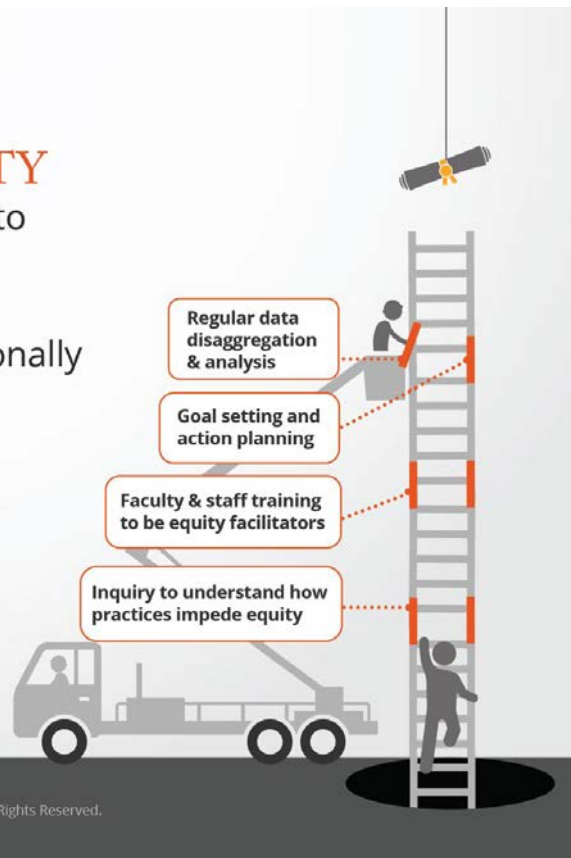 TY
to
onally
Regular data
disaggregation
& analysis
Goal setting and
action planning
Faculty & staff training
to be equity facilitators
Inquiry to understand how
practices impede equity
Rights Reserved.